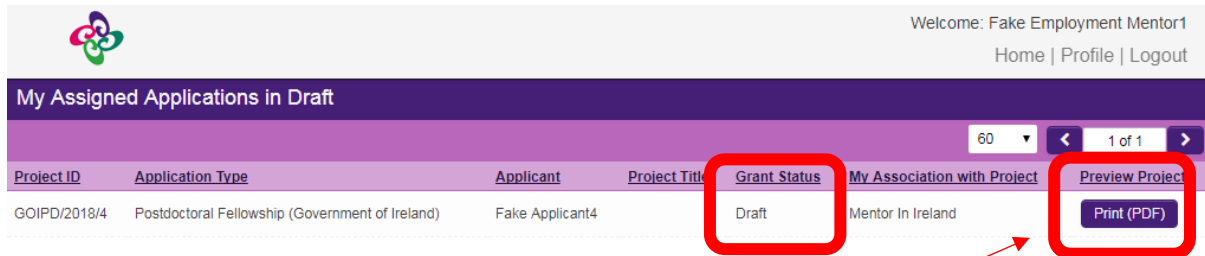 Welcome: Fake Employment Mentor1
Home | Profile | Logout
My Assigned Applications in Draft
60 1 of 1
Project ID Application Type Applicant Project Title Grant Status My Association with Project Preview Project
GOIPD/2018/4 Postdoctoral Fellowship (Government of Ireland) Fake Applicant4 Draft Mentor In Ireland Print (PDF)